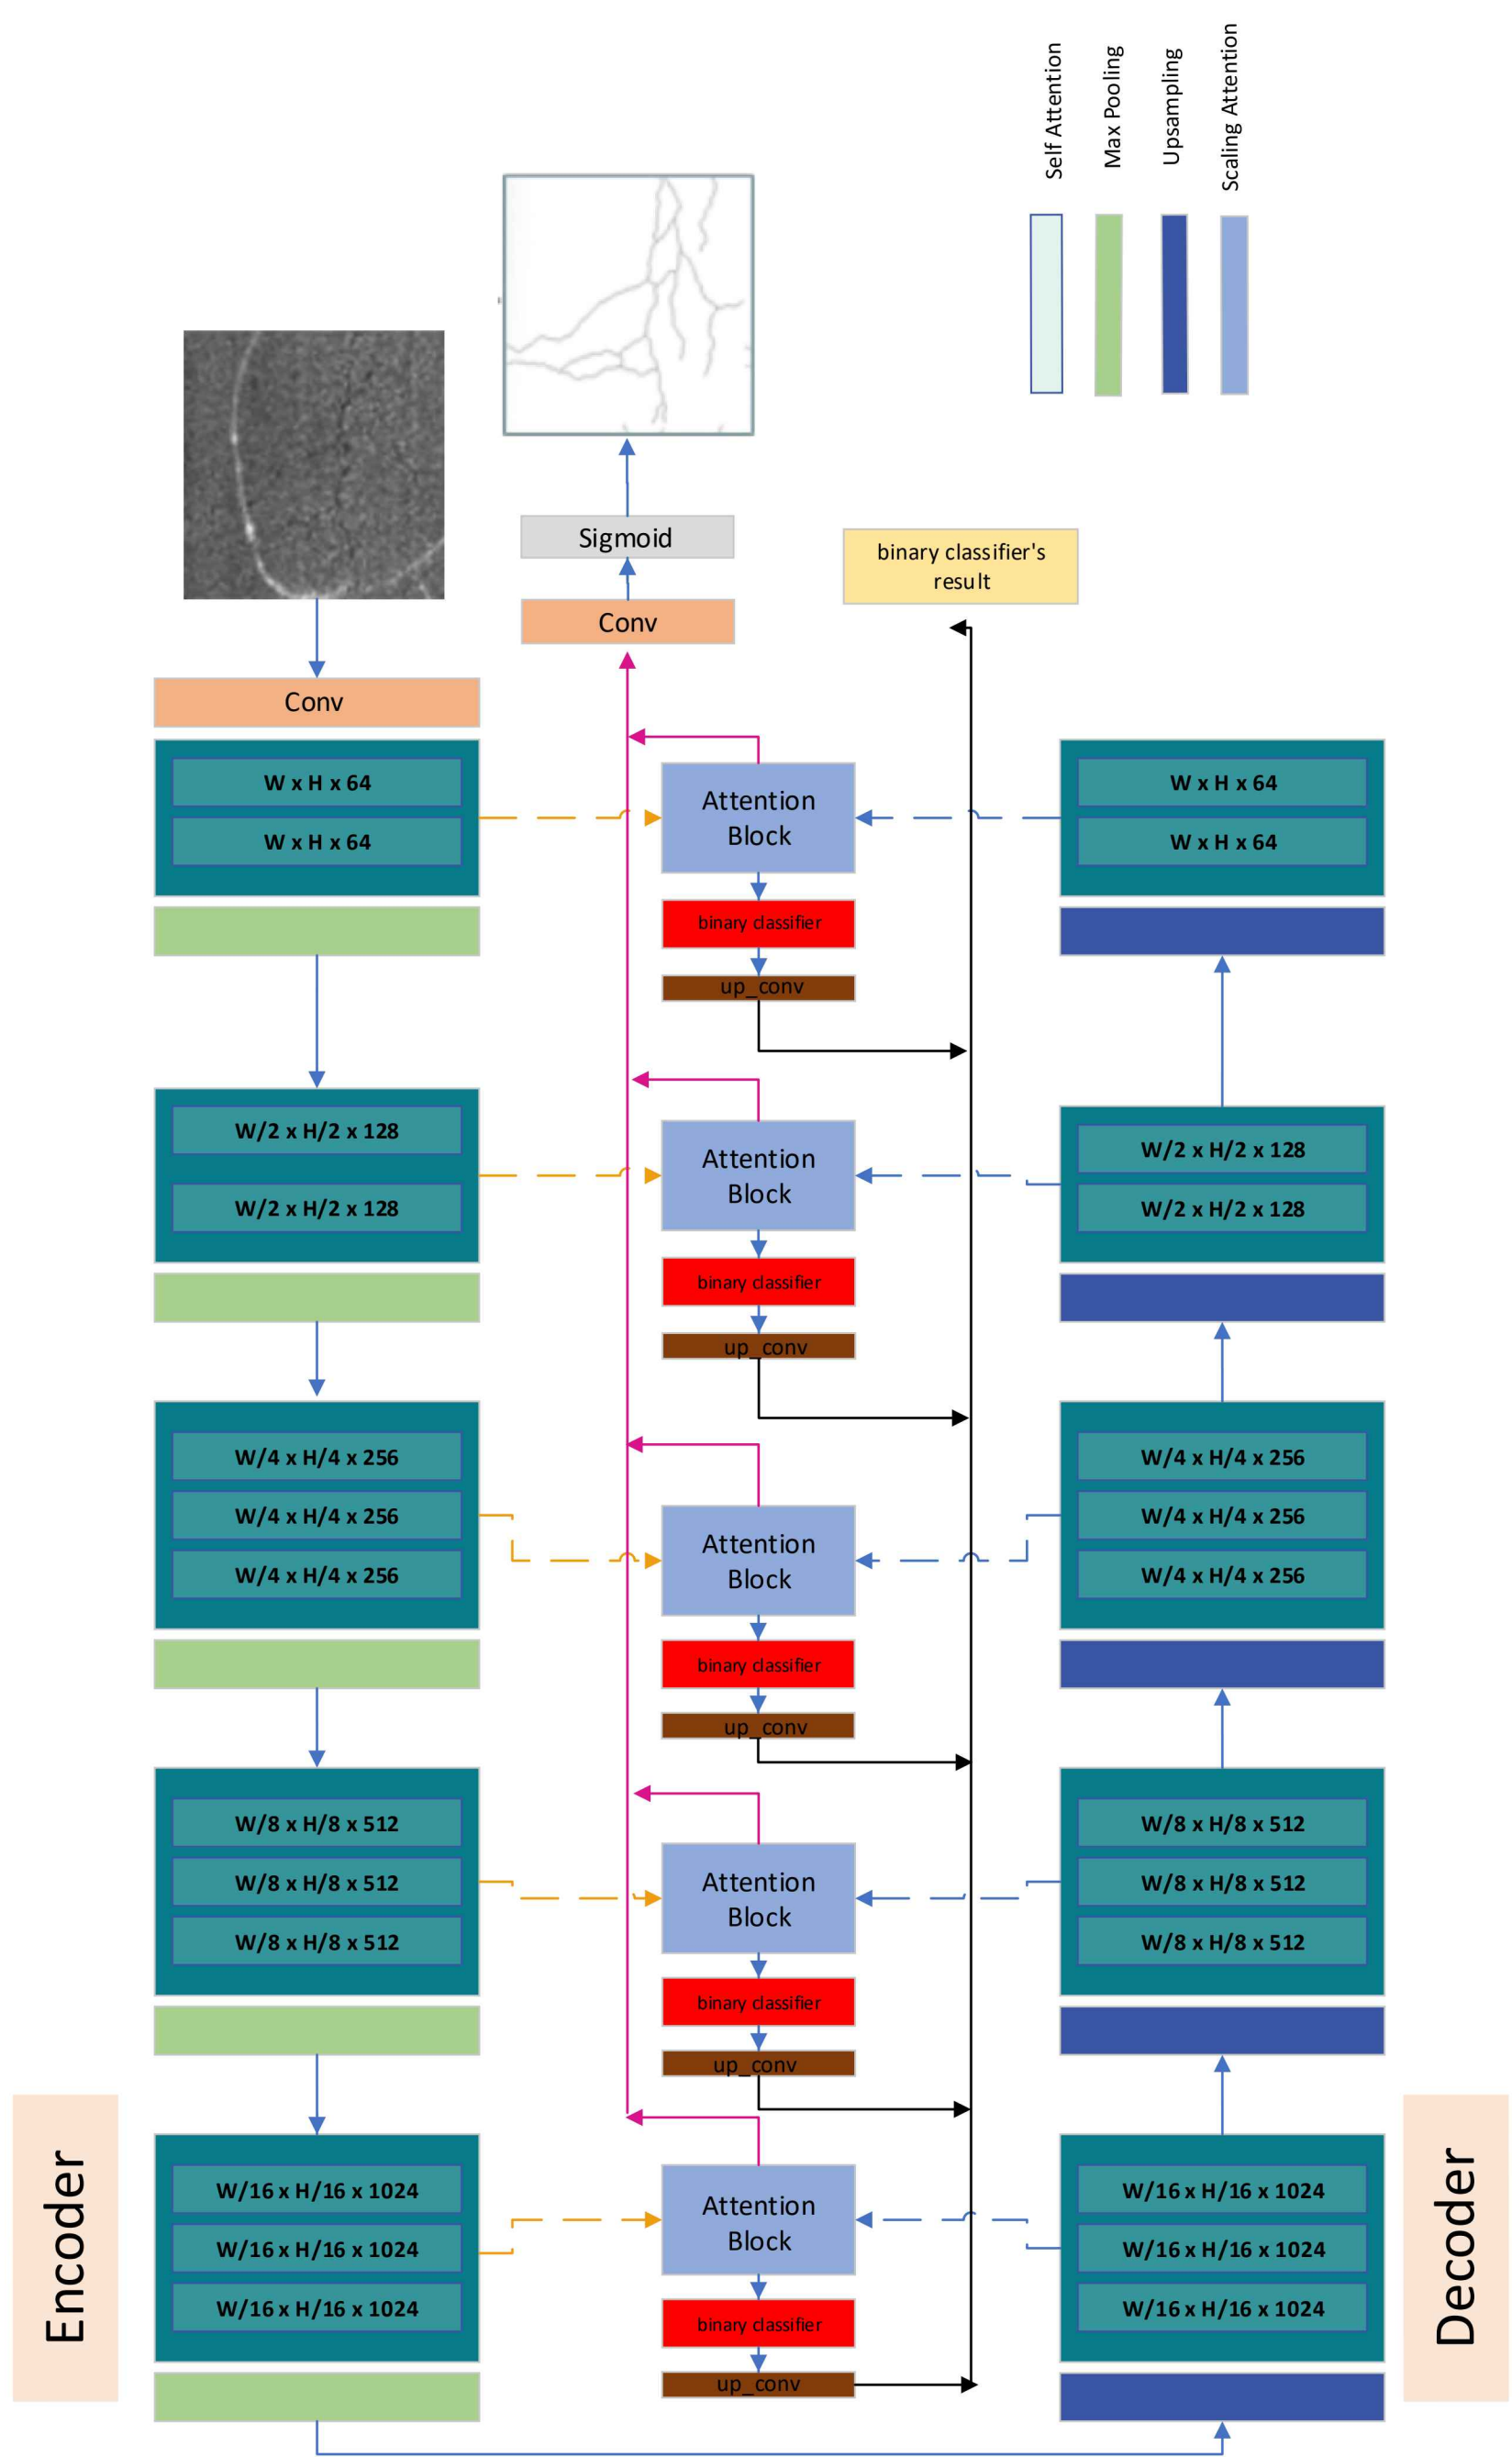 Self Attention
Max Pooling
Upsampling
Scaling Attention
Sigmoid
Conv
binary classifier's
result
Conv
W x H x 64
W x H x 64
Attention
Block
binary classifier
up_conv
W x H x 64
W x H x 64
W/2 x H/2 x 128
W/2 x H/2 x 128
Attention
Block
binary classifier
up_conv
W/2 x H/2 x 128
W/2 x H/2 x 128
W/4 x H/4 x 256
W/4 x H/4 x 256
W/4 x H/4 x 256
Attention
Block
binary classifier
up_conv
W/4 x H/4 x 256
W/4 x H/4 x 256
W/4 x H/4 x 256
W/8 x H/8 x 512
W/8 x H/8 x 512
W/8 x H/8 x 512
Attention
Block
binary classifier
up_conv
W/8 x H/8 x 512
W/8 x H/8 x 512
W/8 x H/8 x 512
Encoder
W/16 x H/16 x 1024
W/16 x H/16 x 1024
W/16 x H/16 x 1024
Attention
Block
binary classifier
up_conv
W/16 x H/16 x 1024
W/16 x H/16 x 1024
W/16 x H/16 x 1024
Decoder